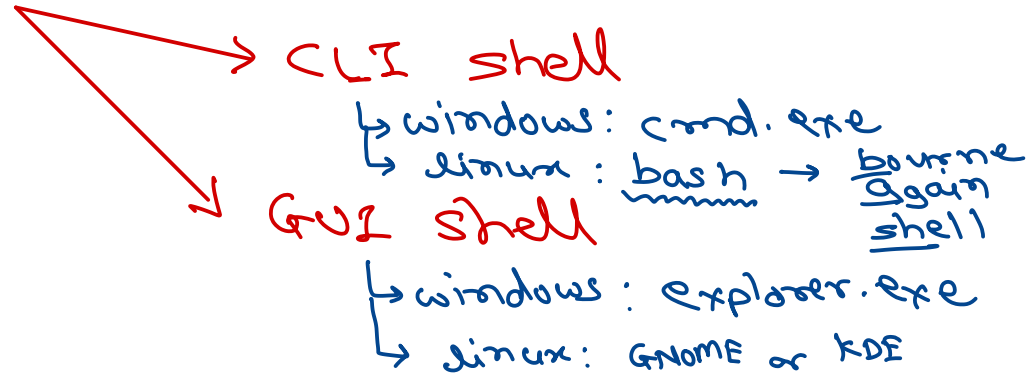 CLI shell
windows: cmd.exe
linux: bash → bourne
again
shell
GUI shell
windows: explorer.exe
linux: GNOME or KDE